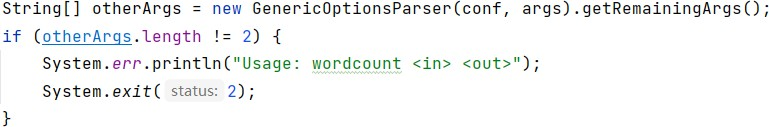 String[] otherArgs = new GenericOptionsParser(conf, args).getRemainingArgs();
if (otherArgs.length != 2) {
    System.err.println("Usage: wordcount <in> <out>");
    System.exit( status: 2);
}